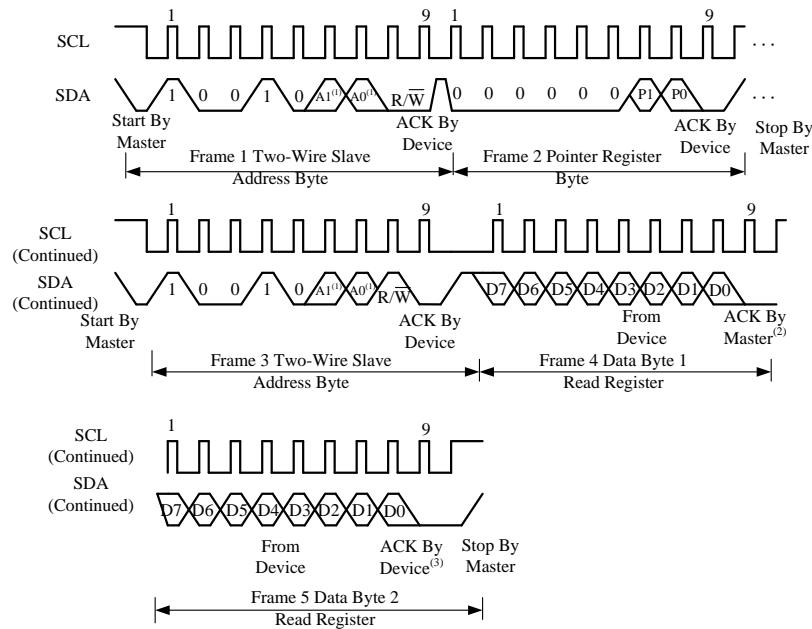 1 9 1 9
SCL . . .
SDA 1 0 0 1 0 A1(1) A0(1) R/W̅ 0 0 0 0 0 0 P1 P0 . . .
Start By Master
ACK By Device
ACK By Device
Stop By Master
Frame 1 Two-Wire Slave Address Byte
Frame 2 Pointer Register Byte
1 9 1 9
SCL (Continued)
SDA (Continued) 1 0 0 1 0 A1(1) A0(1) R/W̅ D7 D6 D5 D4 D3 D2 D1 D0
Start By Master
ACK By Device
From Device
ACK By Master(2)
Frame 3 Two-Wire Slave Address Byte
Frame 4 Data Byte 1 Read Register
1 9
SCL (Continued)
SDA (Continued) D7 D6 D5 D4 D3 D2 D1 D0
From Device
ACK By Device(3)
Stop By Master
Frame 5 Data Byte 2 Read Register